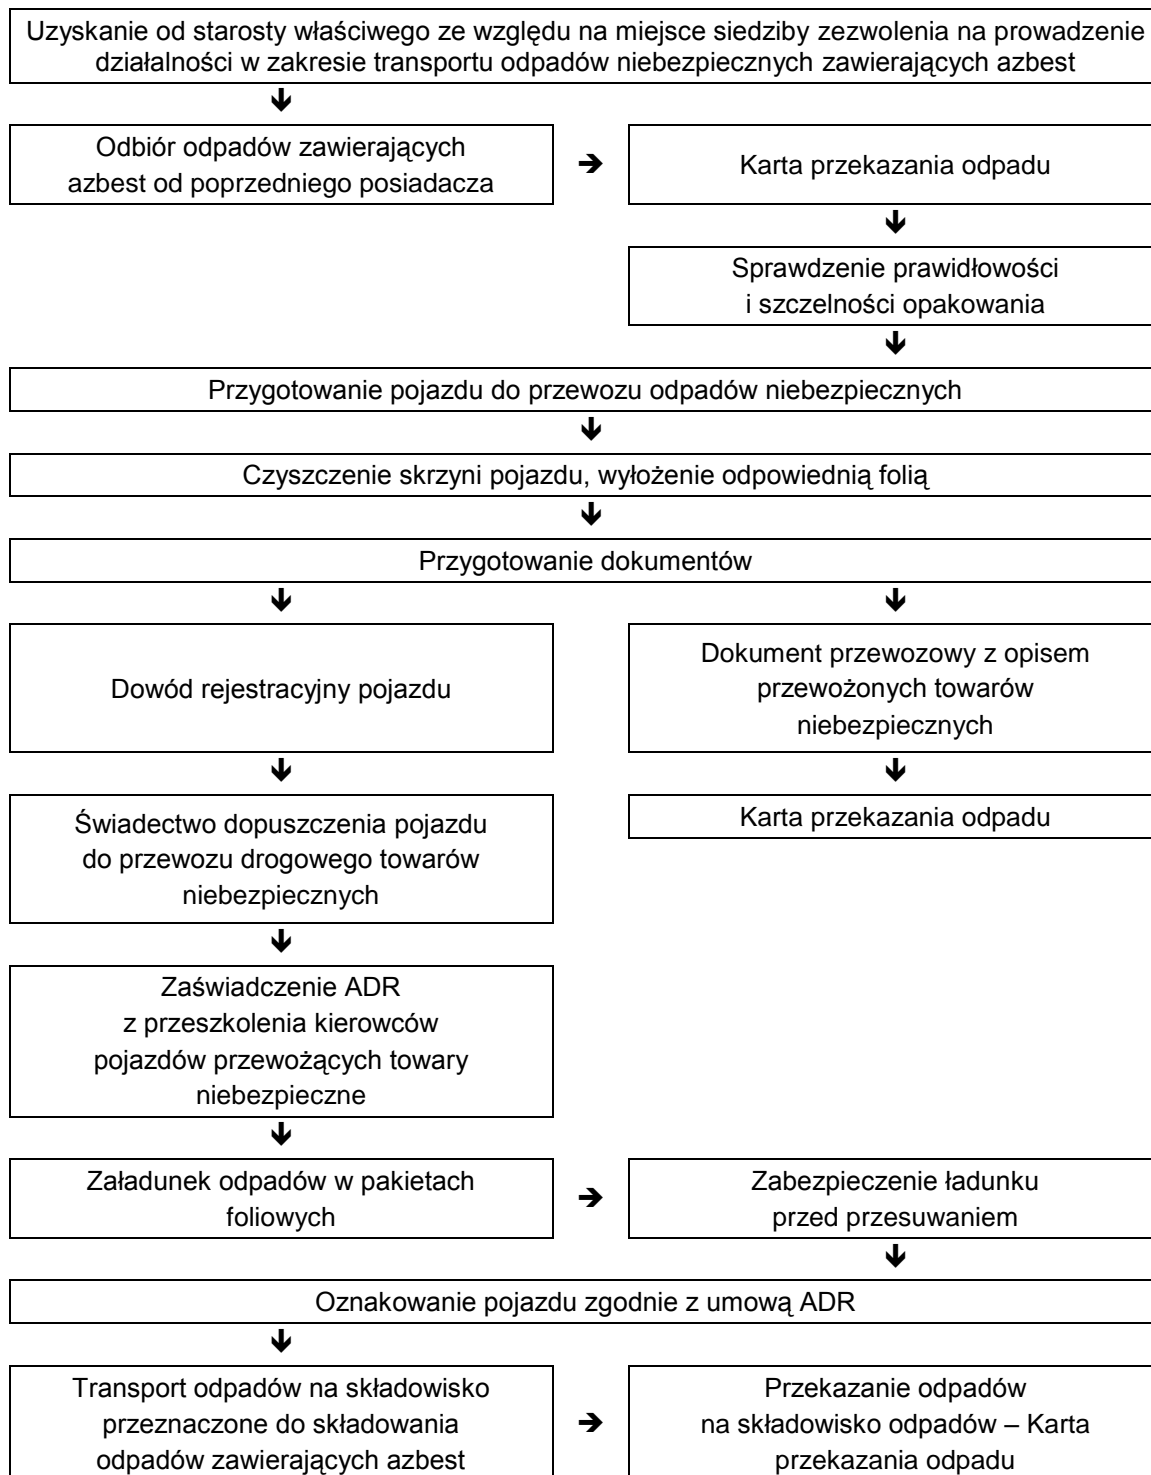 Uzyskanie od starosty właściwego ze względu na miejsce siedziby zezwolenia na prowadzenie
działalności w zakresie transportu odpadów niebezpiecznych zawierających azbest
Odbiór odpadów zawierających
azbest od poprzedniego posiadacza
Karta przekazania odpadu
Sprawdzenie prawidłowości
i szczelności opakowania
Przygotowanie pojazdu do przewozu odpadów niebezpiecznych
Czyszczenie skrzyni pojazdu, wyłożenie odpowiednią folią
Przygotowanie dokumentów
Dowód rejestracyjny pojazdu
Dokument przewozowy z opisem
przewożonych towarów
niebezpiecznych
Świadectwo dopuszczenia pojazdu
do przewozu drogowego towarów
niebezpiecznych
Karta przekazania odpadu
Zaświadczenie ADR
z przeszkolenia kierowców
pojazdów przewożących towary
niebezpieczne
Załadunek odpadów w pakietach
foliowych
Zabezpieczenie ładunku
przed przesuwaniem
Oznakowanie pojazdu zgodnie z umową ADR
Transport odpadów na składowisko
przeznaczone do składowania
odpadów zawierających azbest
Przekazanie odpadów
na składowisko odpadów – Karta
przekazania odpadu